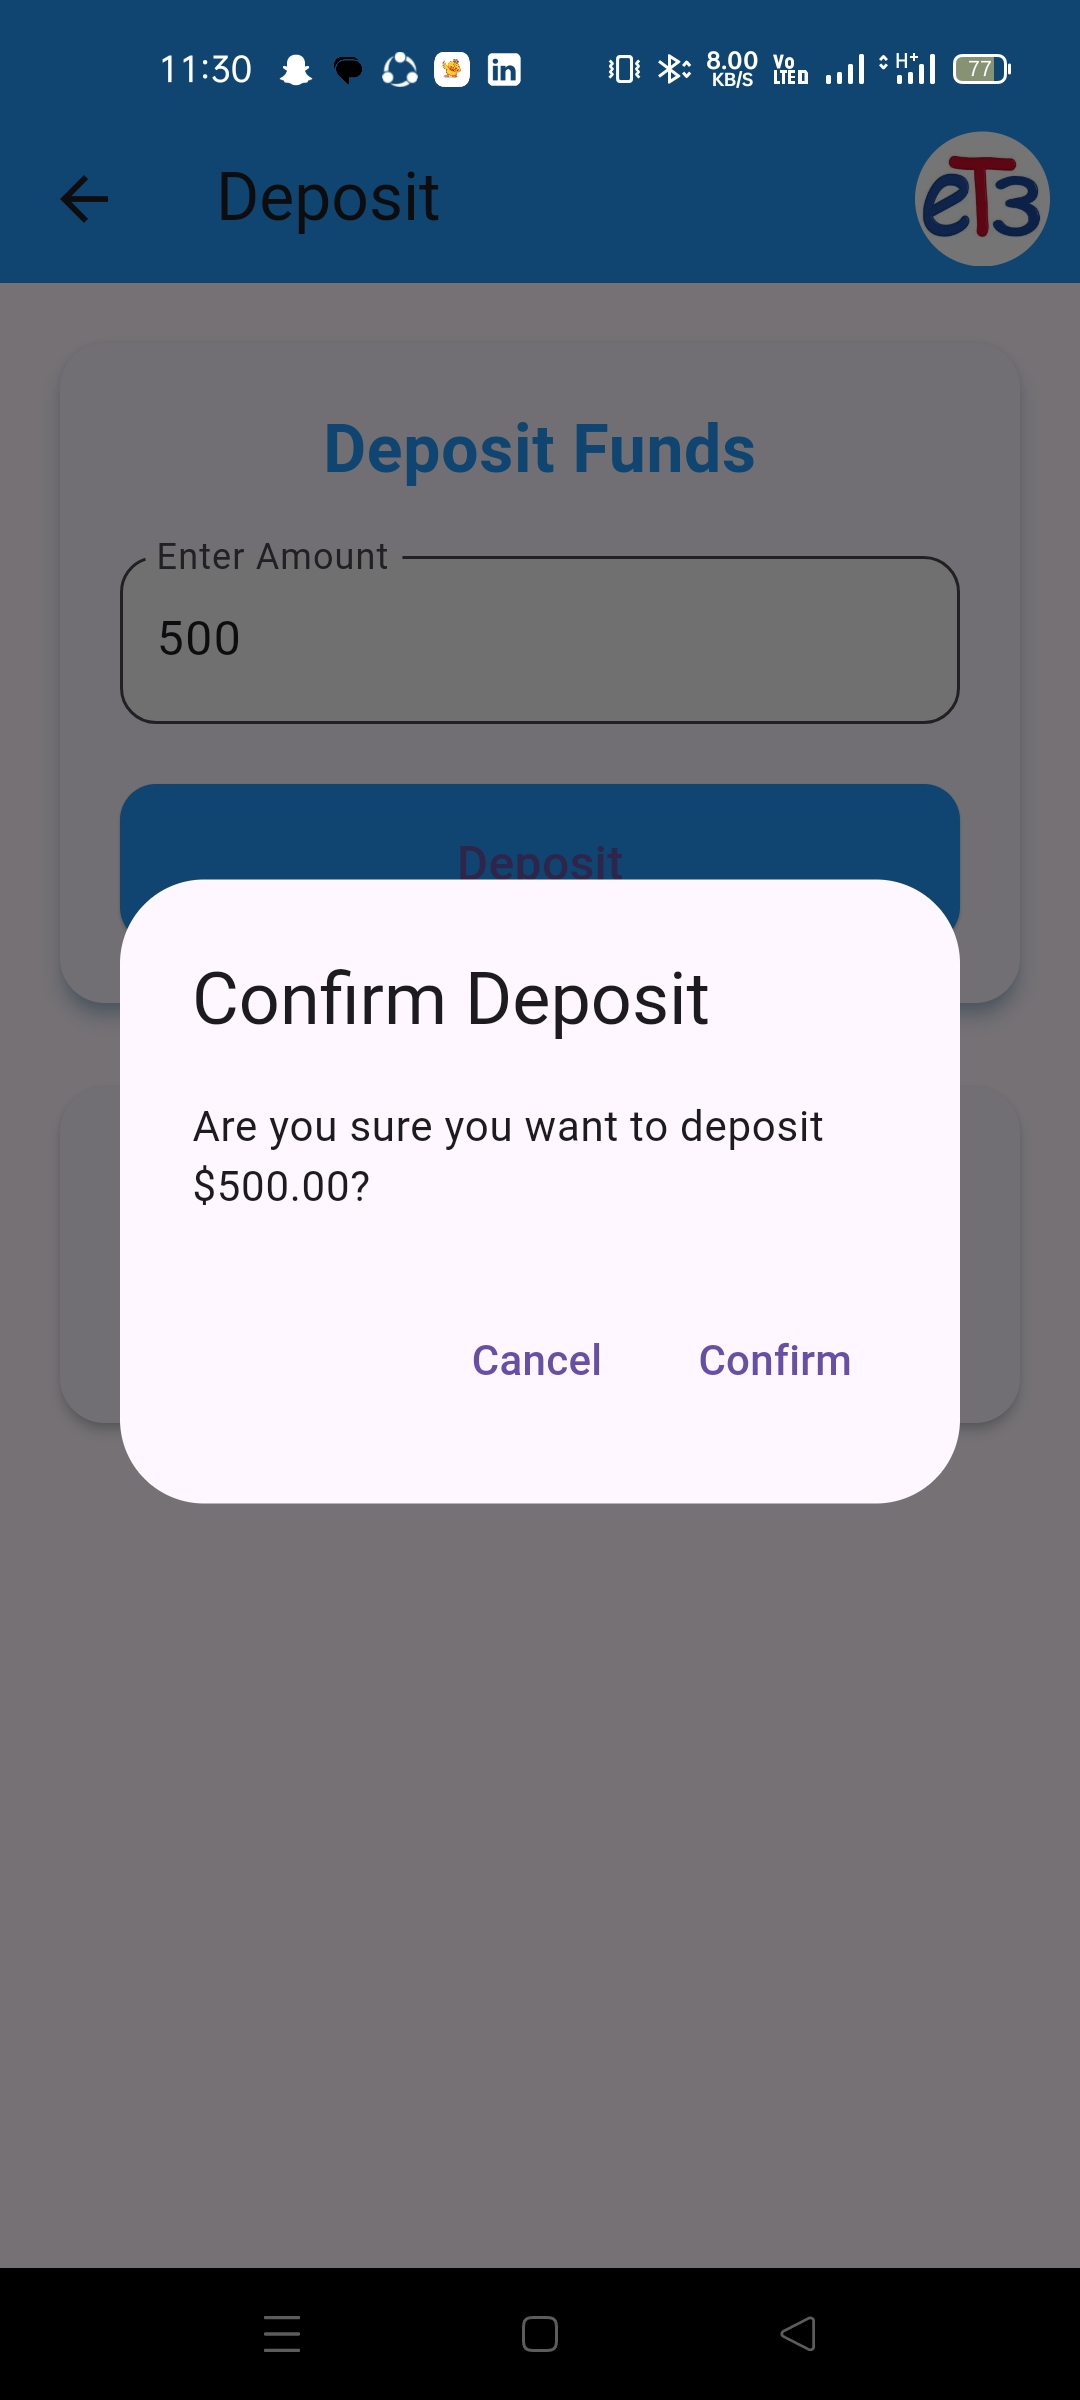 11:30
8.00
KB/S
Vo
LTE
H+
77
Deposit
eT3
Deposit Funds
Enter Amount
500
Deposit
Confirm Deposit
Are you sure you want to deposit
$500.00?
Cancel
Confirm